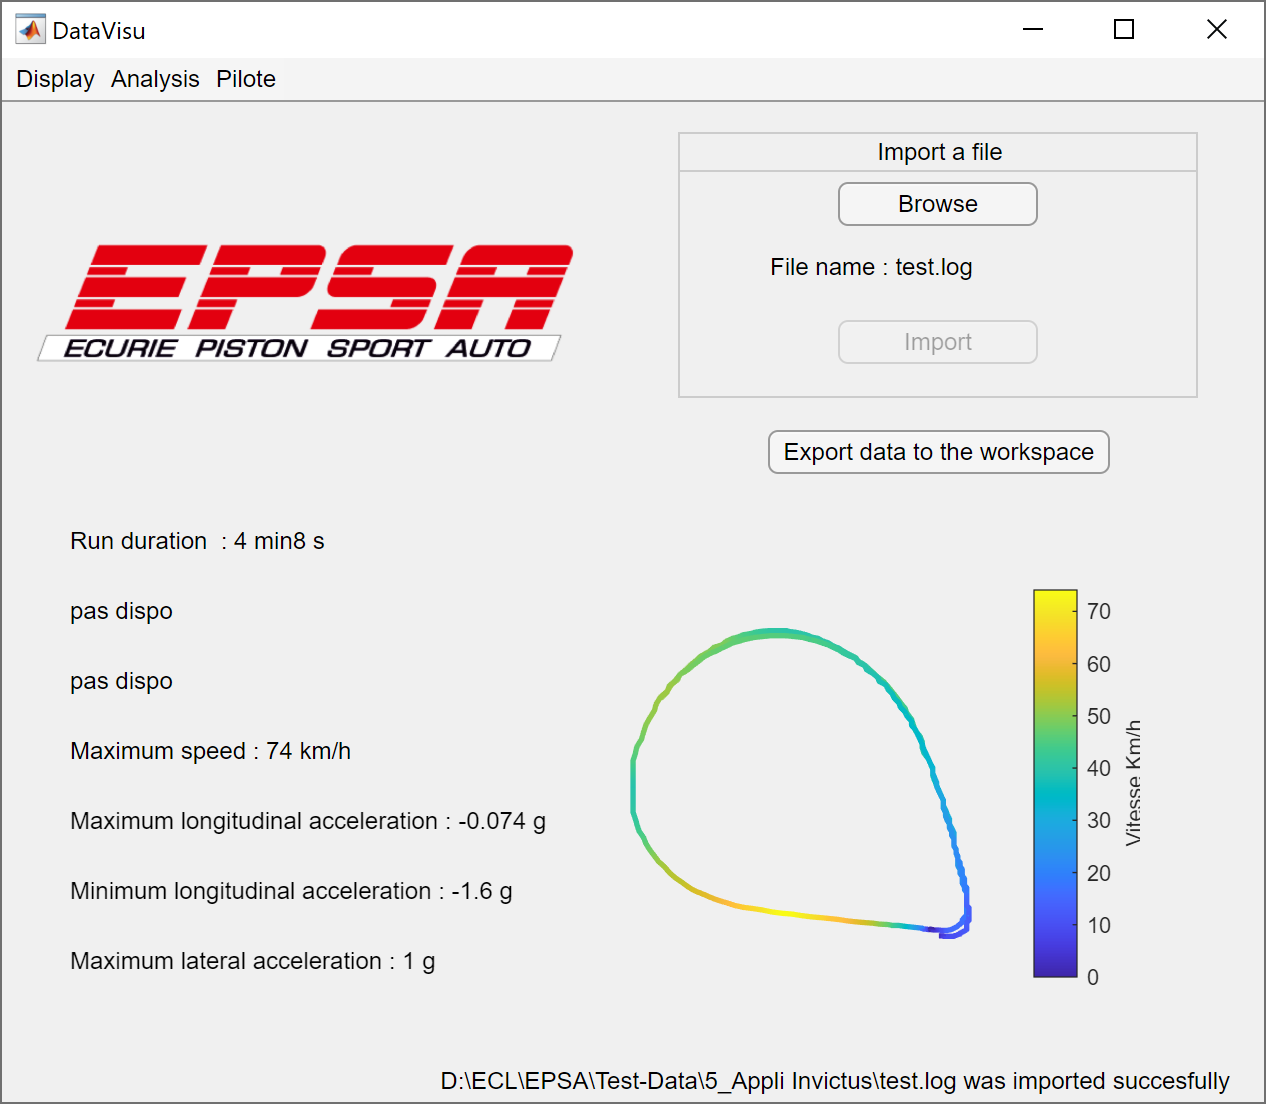 DataVisu
Display Analysis Pilote
Import a file
Browse
File name : test.log
Import
Export data to the workspace
EPSA
ECURIE PISTON SPORT AUTO
Run duration  : 4 min8 s
pas dispo
pas dispo
Maximum speed : 74 km/h
Maximum longitudinal acceleration : -0.074 g
Minimum longitudinal acceleration : -1.6 g
Maximum lateral acceleration : 1 g
70
60
50
40
30
20
10
0
Vitesse Km/h
D:\ECL\EPSA\Test-Data\5_Appli Invictus\test.log was imported succesfully